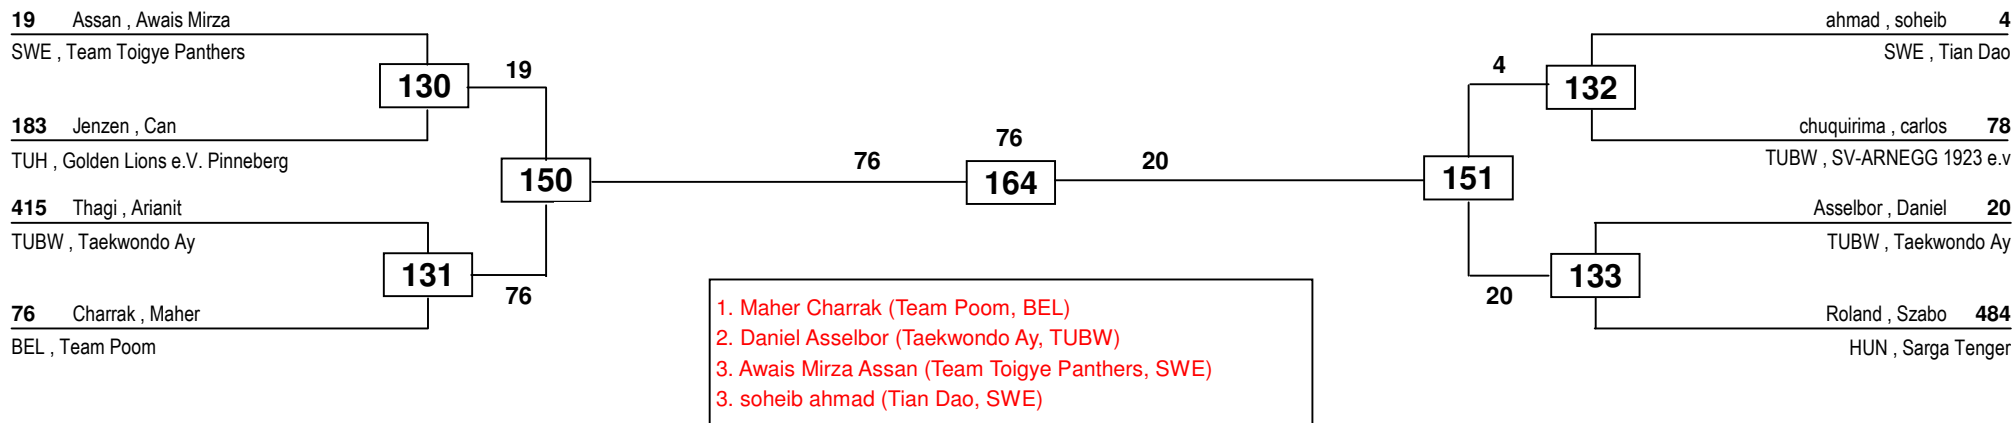 19 Assan , Awais Mirza
SWE , Team Toigye Panthers
130
19
183 Jenzen , Can
TUH , Golden Lions e.V. Pinneberg
150
415 Thagi , Arianit
TUBW , Taekwondo Ay
131
76
76 Charrak , Maher
BEL , Team Poom
76
76
164
20
ahmad , soheib 4
SWE , Tian Dao
4
132
chuquirima , carlos 78
TUBW , SV-ARNEGG 1923 e.v
151
Asselbor , Daniel 20
TUBW , Taekwondo Ay
133
20
Roland , Szabo 484
HUN , Sarga Tenger
1. Maher Charrak (Team Poom, BEL)
2. Daniel Asselbor (Taekwondo Ay, TUBW)
3. Awais Mirza Assan (Team Toigye Panthers, SWE)
3. soheib ahmad (Tian Dao, SWE)